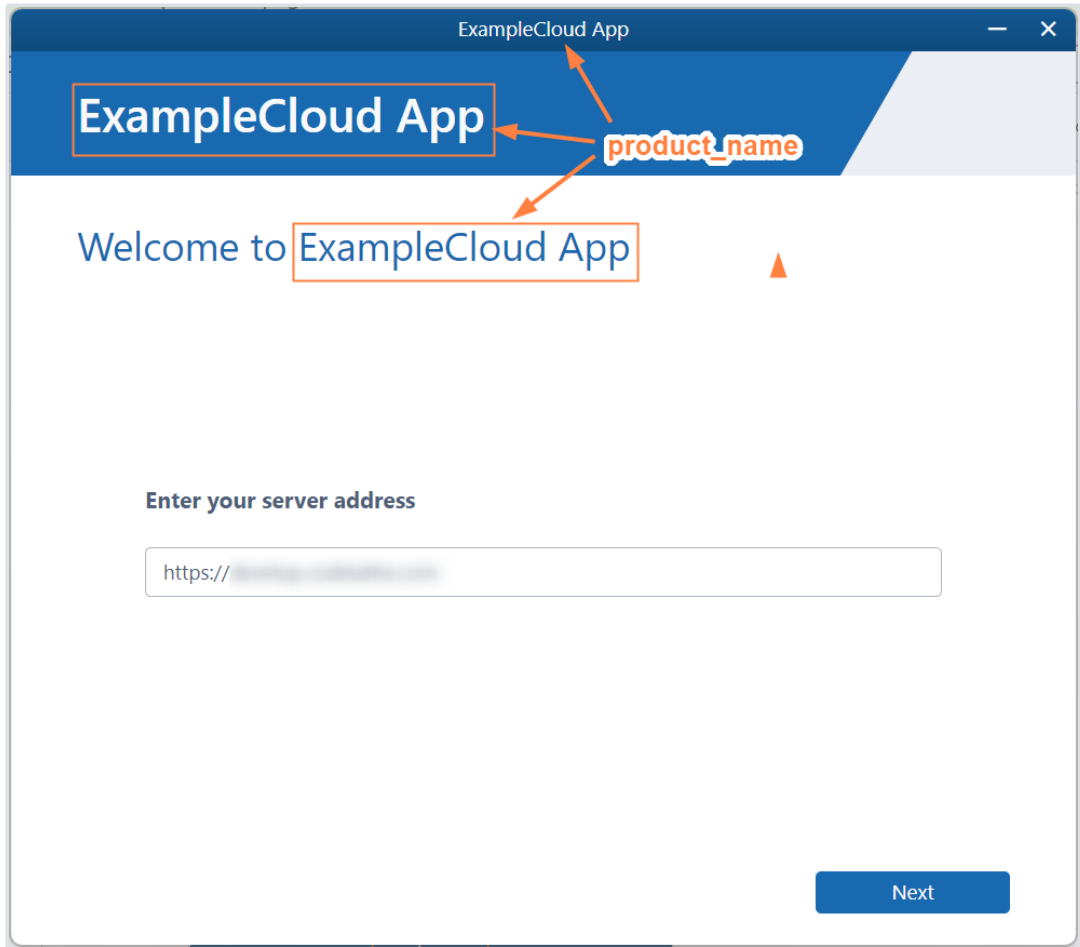 ExampleCloud App
ExampleCloud App
product_name
Welcome to ExampleCloud App
Enter your server address
https://
Next